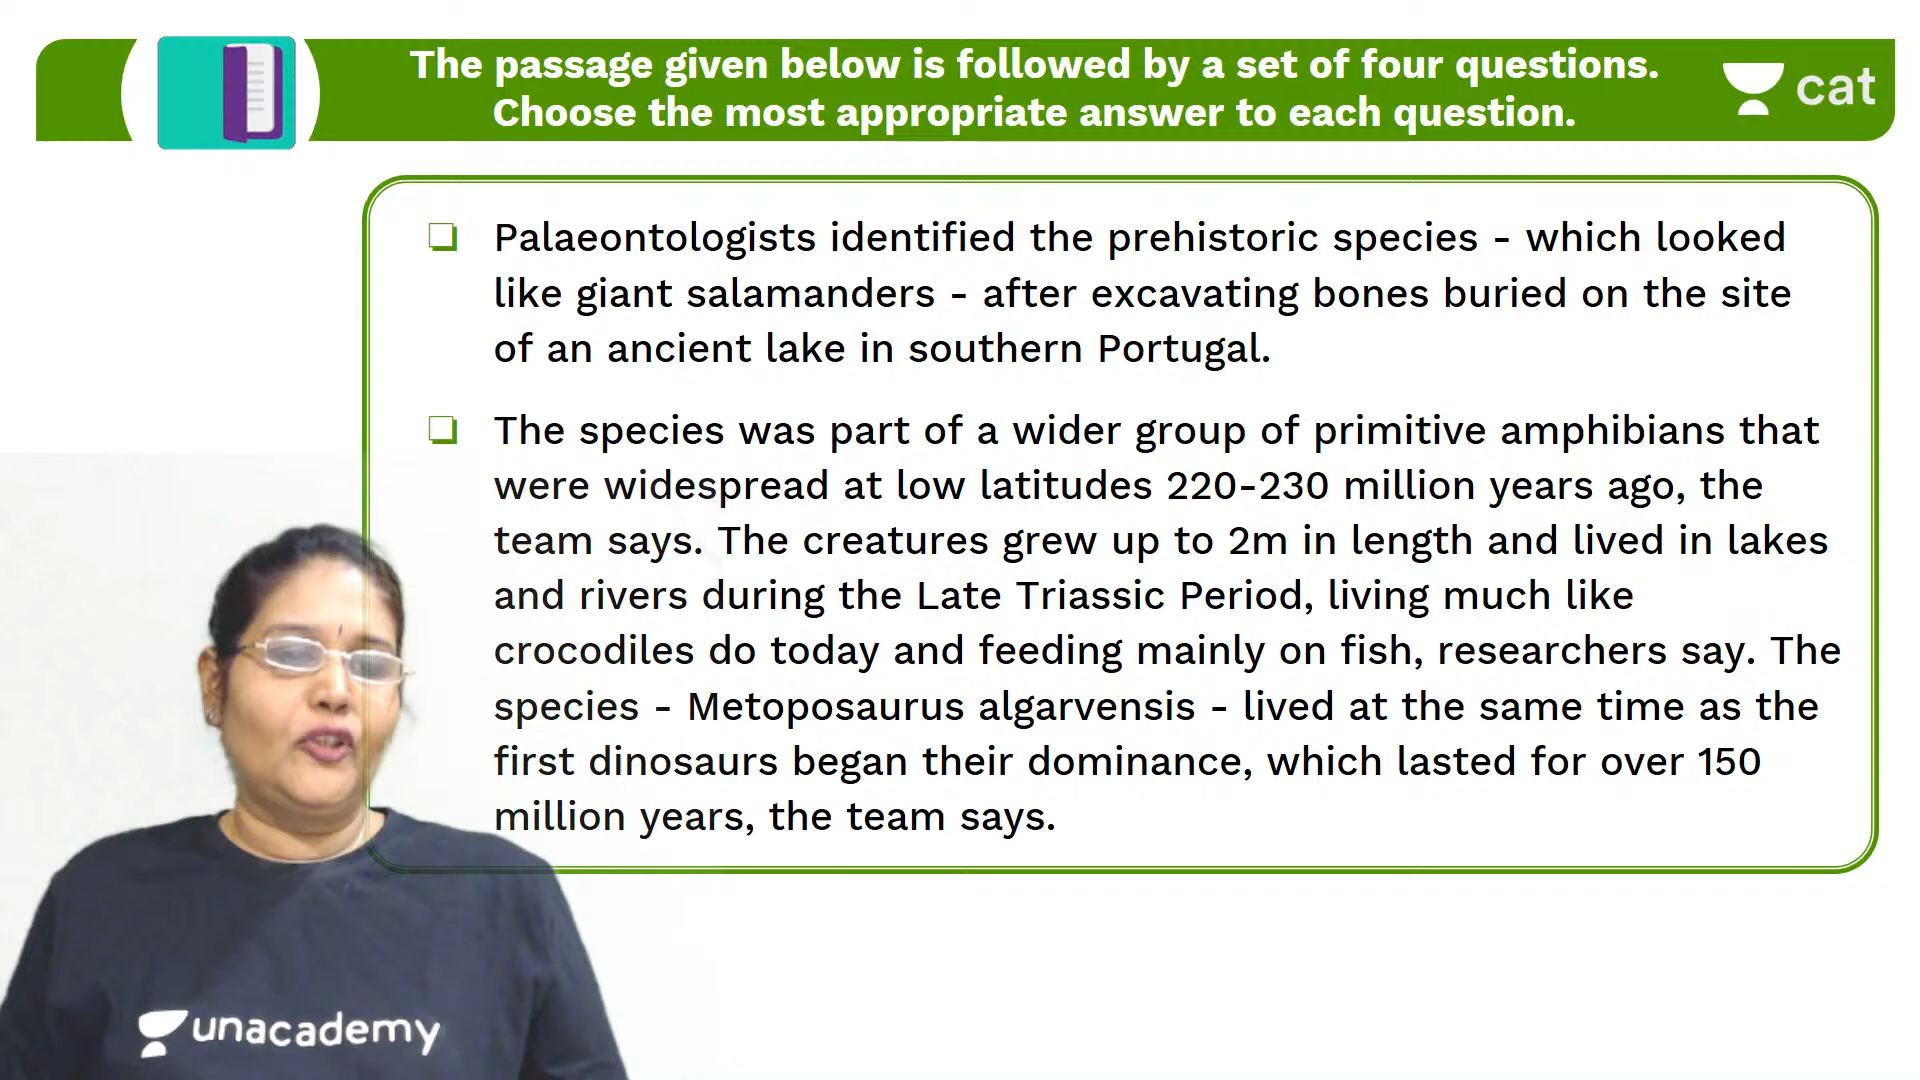 The passage given below is followed by a set of four questions.
Choose the most appropriate answer to each question.
cat
Palaeontologists identified the prehistoric species - which looked
like giant salamanders - after excavating bones buried on the site
of an ancient lake in southern Portugal.
The species was part of a wider group of primitive amphibians that
were widespread at low latitudes 220-230 million years ago, the
team says. The creatures grew up to 2m in length and lived in lakes
and rivers during the Late Triassic Period, living much like
crocodiles do today and feeding mainly on fish, researchers say. The
species - Metoposaurus algarvensis - lived at the same time as the
first dinosaurs began their dominance, which lasted for over 150
million years, the team says.
unacademy